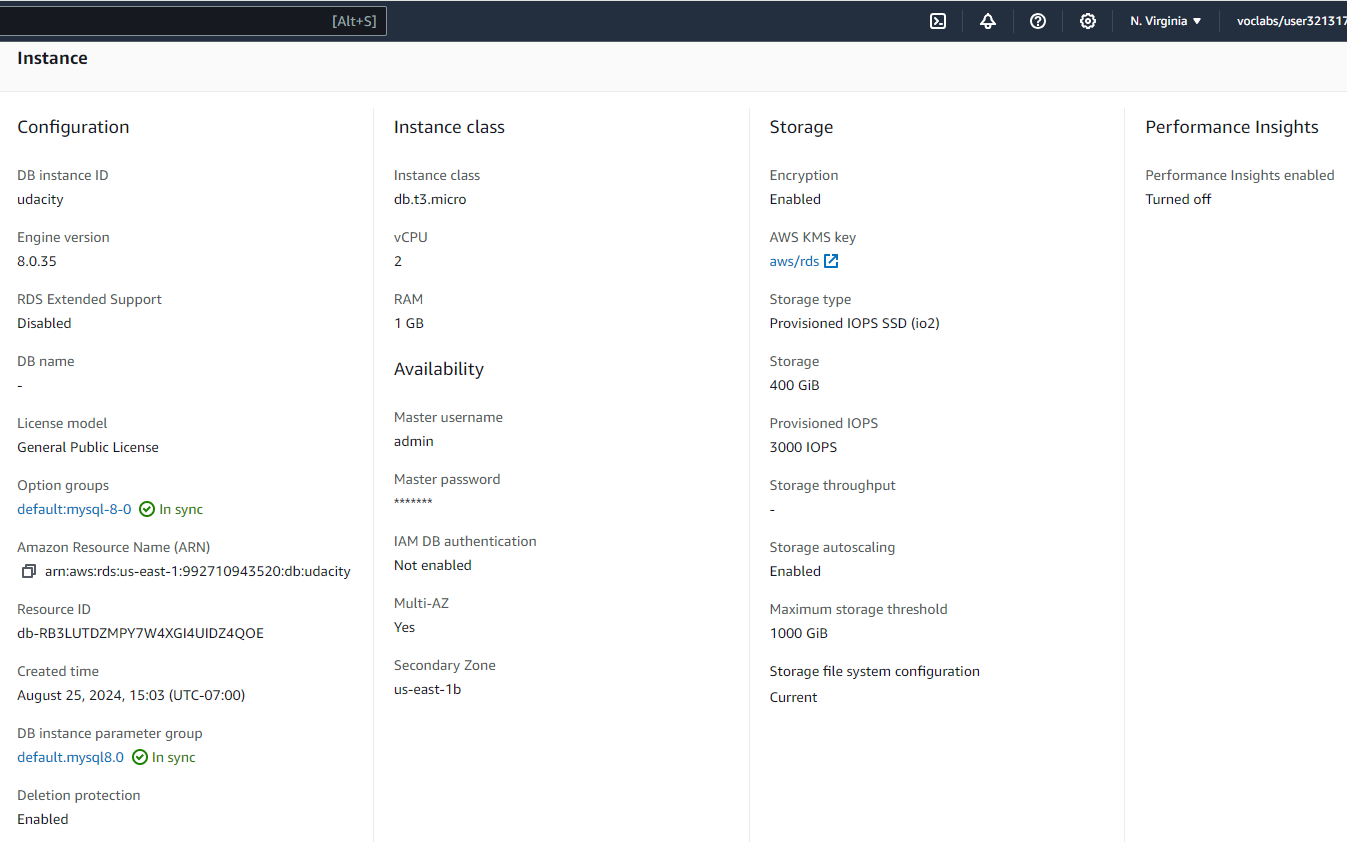 [Alt+S]
N. Virginia
voclabs/user321317
Instance
Configuration
DB instance ID
udacity
Engine version
8.0.35
RDS Extended Support
Disabled
DB name
-
License model
General Public License
Option groups
default:mysql-8-0 In sync
Amazon Resource Name (ARN)
arn:aws:rds:us-east-1:992710943520:db:udacity
Resource ID
db-RB3LUTDZMPY7W4XGI4UIDZ4QOE
Created time
August 25, 2024, 15:03 (UTC-07:00)
DB instance parameter group
default.mysql8.0 In sync
Deletion protection
Enabled
Instance class
Instance class
db.t3.micro
vCPU
2
RAM
1 GB
Availability
Master username
admin
Master password
*******
IAM DB authentication
Not enabled
Multi-AZ
Yes
Secondary Zone
us-east-1b
Storage
Encryption
Enabled
AWS KMS key
aws/rds
Storage type
Provisioned IOPS SSD (io2)
Storage
400 GiB
Provisioned IOPS
3000 IOPS
Storage throughput
-
Storage autoscaling
Enabled
Maximum storage threshold
1000 GiB
Storage file system configuration
Current
Performance Insights
Performance Insights enabled
Turned off